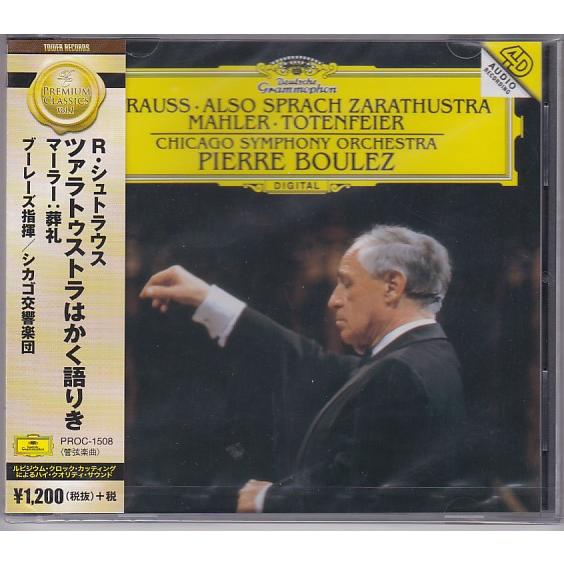 TOWER RECORDS
PREMIUM
CLASSICS
Vol.1
R・シュトラウス
ツァラトゥストラはかく語りき
マーラー:葬礼
ブーレーズ指揮/シカゴ交響楽団
PROC-1508
〈管弦楽曲〉
ルビジウム・クロック・カッティング
によるハイ・クオリティ・サウンド
¥1,200(税抜)+税
Deutsche
Grammophon
RAUSS · ALSO SPRACH ZARATHUSTRA
MAHLER · TOTENFEIER
CHICAGO SYMPHONY ORCHESTRA
PIERRE BOULEZ
DIGITAL
4D
AUDIO
RECORDING